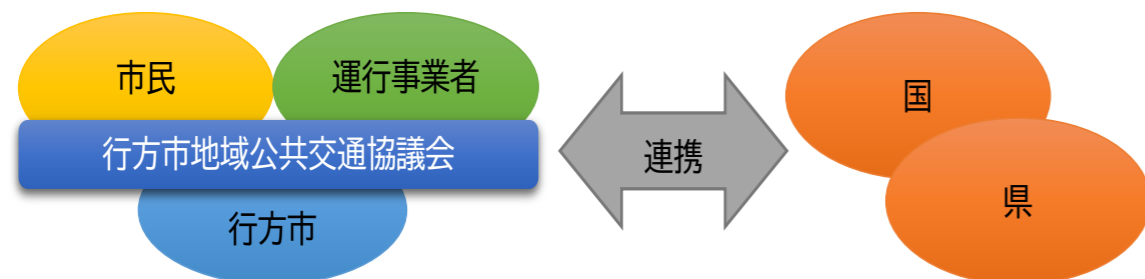 市民
運行事業者
行方市地域公共交通協議会
行方市
連携
国
県